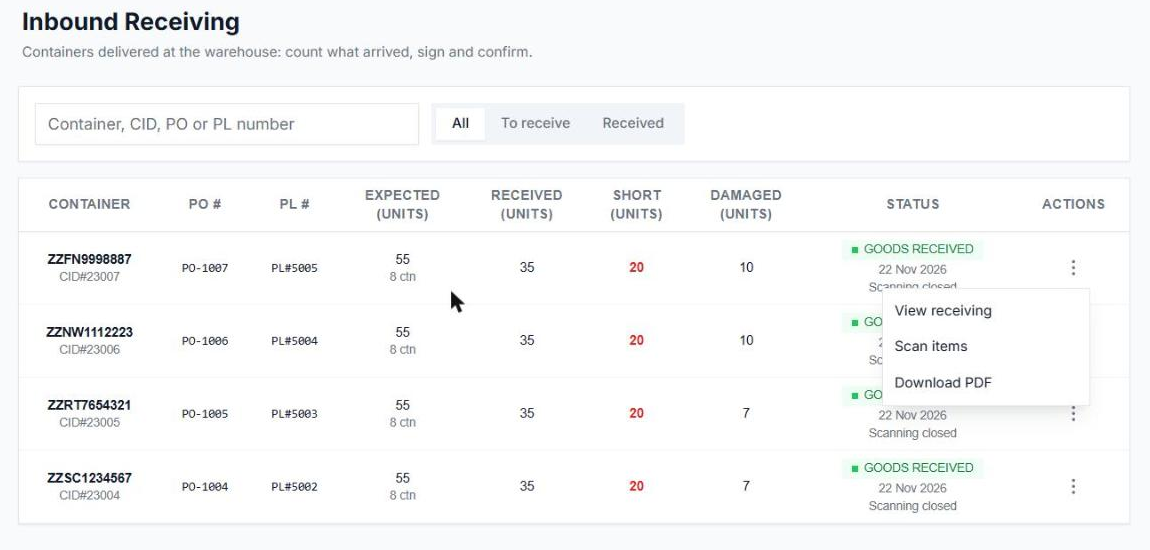 Inbound Receiving
Containers delivered at the warehouse: count what arrived, sign and confirm.
Container, CID, PO or PL number
All To receive Received
CONTAINER PO # PL # EXPECTED (UNITS) RECEIVED (UNITS) SHORT (UNITS) DAMAGED (UNITS) STATUS ACTIONS
ZZFN9998887 PO-1007 PL#5005 55 35 20 10 GOODS RECEIVED
CID#23007 8 ctn 22 Nov 2026
Scanning closed
View receiving
Scan items
Download PDF
ZZNW1112223 PO-1006 PL#5004 55 35 20 10
CID#23006 8 ctn
ZZRT7654321 PO-1005 PL#5003 55 35 20 7
CID#23005 8 ctn 22 Nov 2026
Scanning closed
ZZSC1234567 PO-1004 PL#5002 55 35 20 7 GOODS RECEIVED
CID#23004 8 ctn 22 Nov 2026
Scanning closed